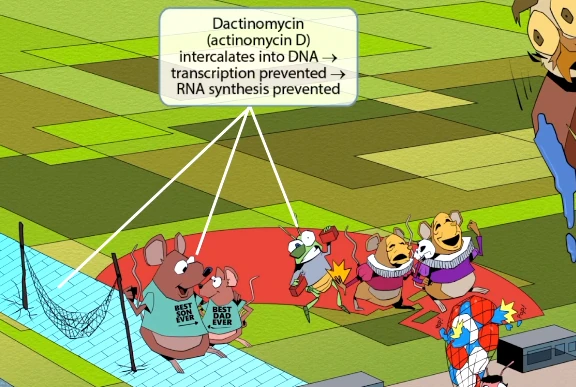 Dactinomycin
(actinomycin D)
intercalates into DNA →
transcription prevented →
RNA synthesis prevented
BEST
SON
EVER
BEST
DAD
EVER